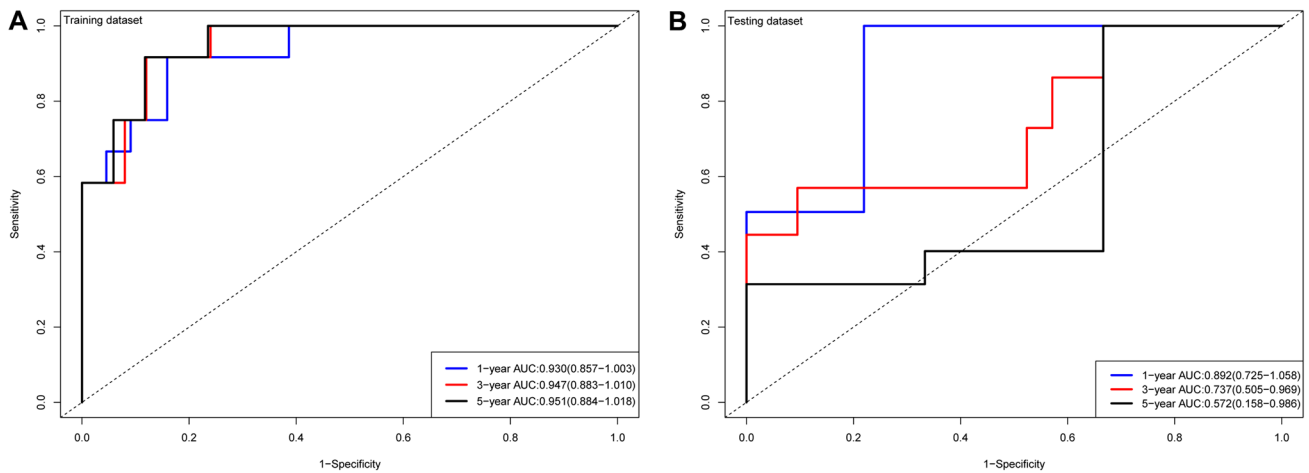 A
Training dataset
1.0
0.8
0.6
0.4
0.2
0.0
Sensitivity
1-year AUC:0.930(0.857−1.003)
3-year AUC:0.947(0.883−1.010)
5-year AUC:0.951(0.884−1.018)
0.0 0.2 0.4 0.6 0.8 1.0
1−Specificity
B
Testing dataset
1.0
0.8
0.6
0.4
0.2
0.0
Sensitivity
1-year AUC:0.892(0.725−1.058)
3-year AUC:0.737(0.505−0.969)
5-year AUC:0.572(0.158−0.986)
0.0 0.2 0.4 0.6 0.8 1.0
1−Specificity